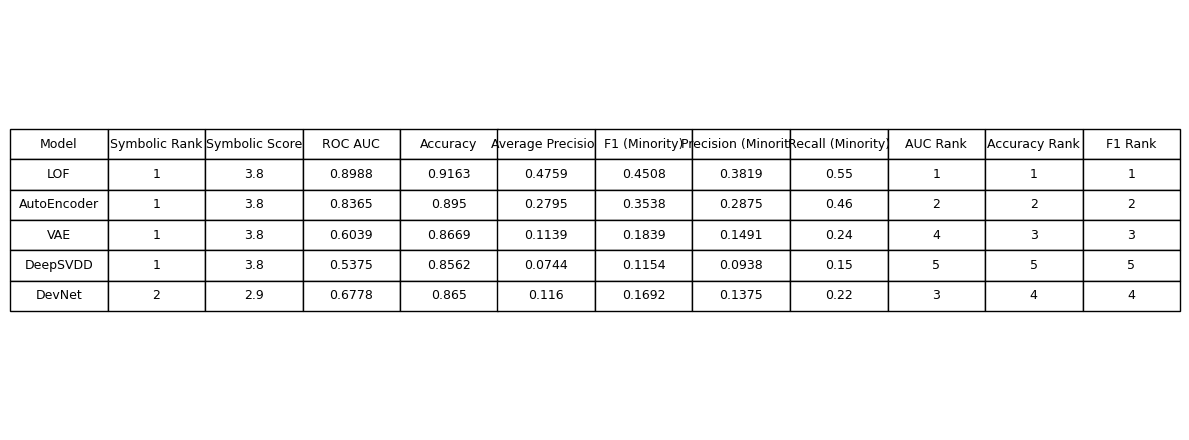 Model Symbolic Rank Symbolic Score ROC AUC Accuracy Average Precisio F1 (Minority) Precision (Minorit Recall (Minority) AUC Rank Accuracy Rank F1 Rank
LOF 1 3.8 0.8988 0.9163 0.4759 0.4508 0.3819 0.55 1 1 1
AutoEncoder 1 3.8 0.8365 0.895 0.2795 0.3538 0.2875 0.46 2 2 2
VAE 1 3.8 0.6039 0.8669 0.1139 0.1839 0.1491 0.24 4 3 3
DeepSVDD 1 3.8 0.5375 0.8562 0.0744 0.1154 0.0938 0.15 5 5 5
DevNet 2 2.9 0.6778 0.865 0.116 0.1692 0.1375 0.22 3 4 4